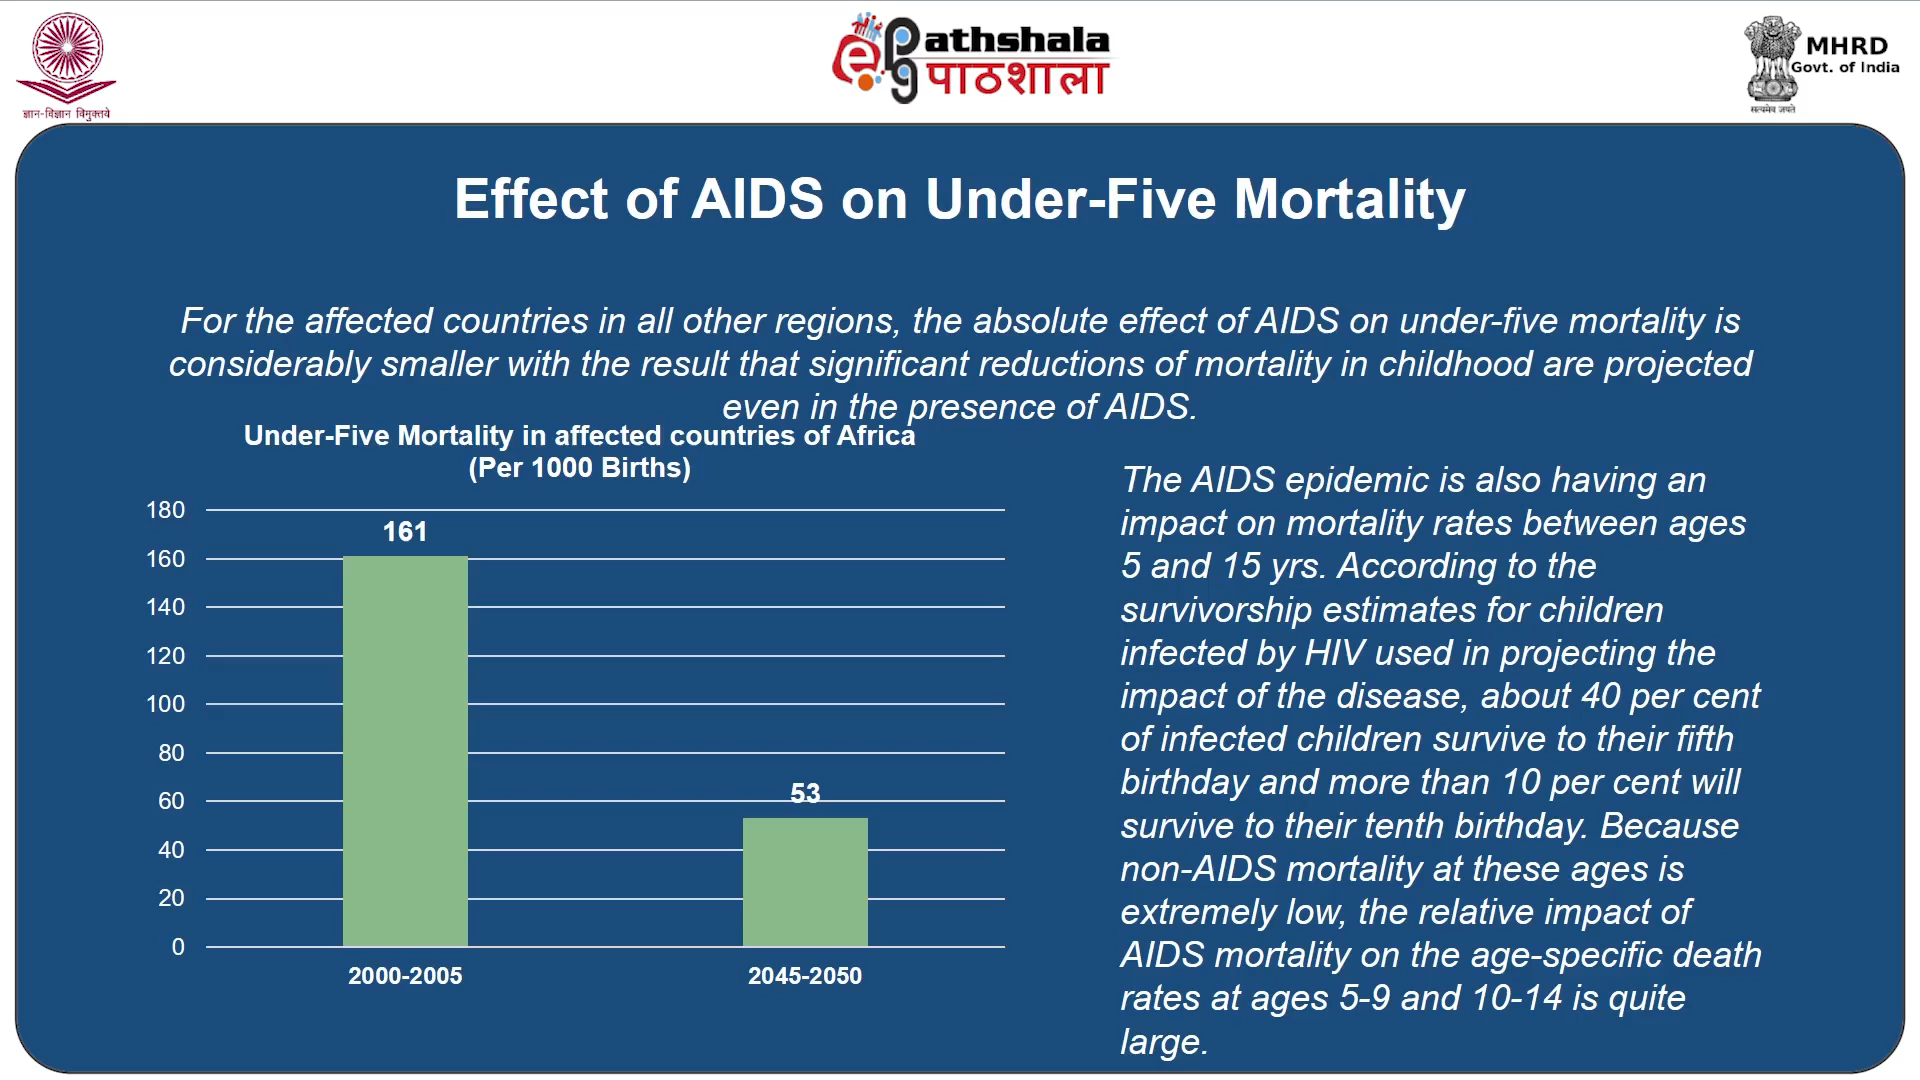 ज्ञान-विज्ञान विमुक्तये
e
pg
athshala
पाठशाला
MHRD
Govt. of India
सत्यमेव जयते
Effect of AIDS on Under-Five Mortality
For the affected countries in all other regions, the absolute effect of AIDS on under-five mortality is
considerably smaller with the result that significant reductions of mortality in childhood are projected
even in the presence of AIDS.
Under-Five Mortality in affected countries of Africa
(Per 1000 Births)
180
160
140
120
100
80
60
40
20
0
161
53
2000-2005
2045-2050
The AIDS epidemic is also having an
impact on mortality rates between ages
5 and 15 yrs. According to the
survivorship estimates for children
infected by HIV used in projecting the
impact of the disease, about 40 per cent
of infected children survive to their fifth
birthday and more than 10 per cent will
survive to their tenth birthday. Because
non-AIDS mortality at these ages is
extremely low, the relative impact of
AIDS mortality on the age-specific death
rates at ages 5-9 and 10-14 is quite
large.